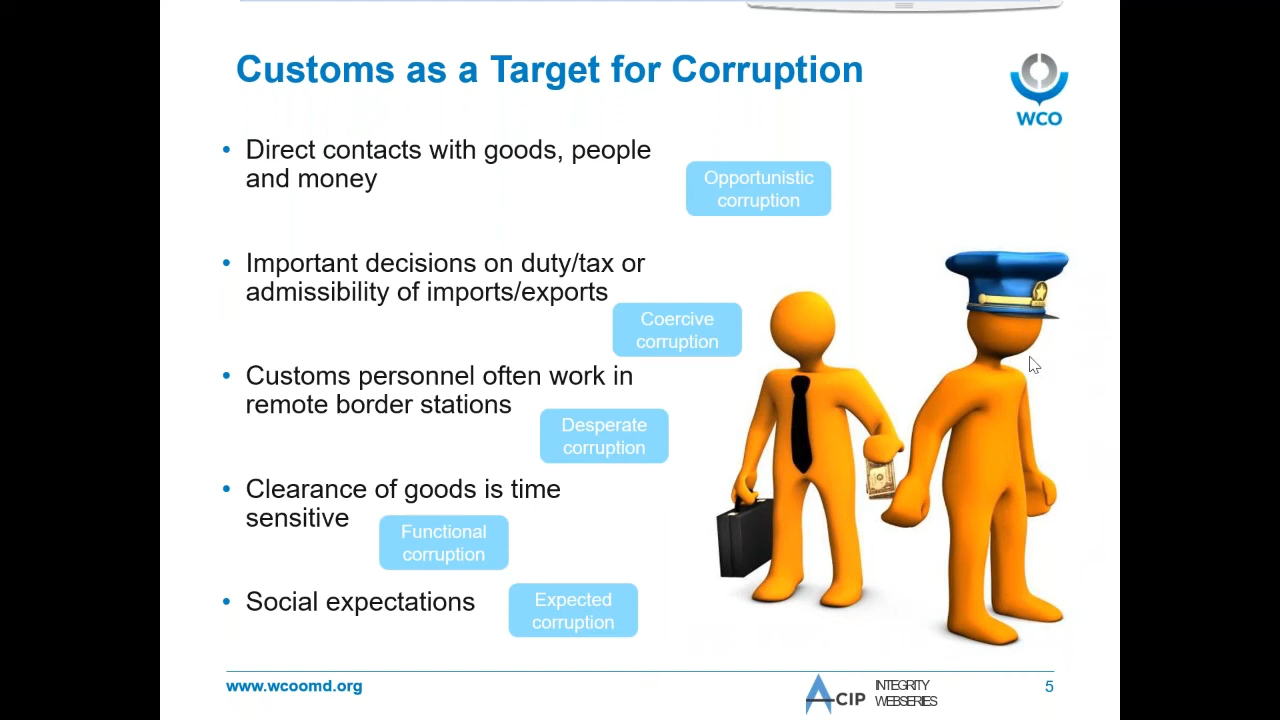 Customs as a Target for Corruption
WCO
• Direct contacts with goods, people
and money
Opportunistic
corruption
• Important decisions on duty/tax or
admissibility of imports/exports
Coercive
corruption
• Customs personnel often work in
remote border stations
Desperate
corruption
• Clearance of goods is time
sensitive
Functional
corruption
• Social expectations
Expected
corruption
www.wcoomd.org
ACIP
INTEGRITY
WEBSERIES
5